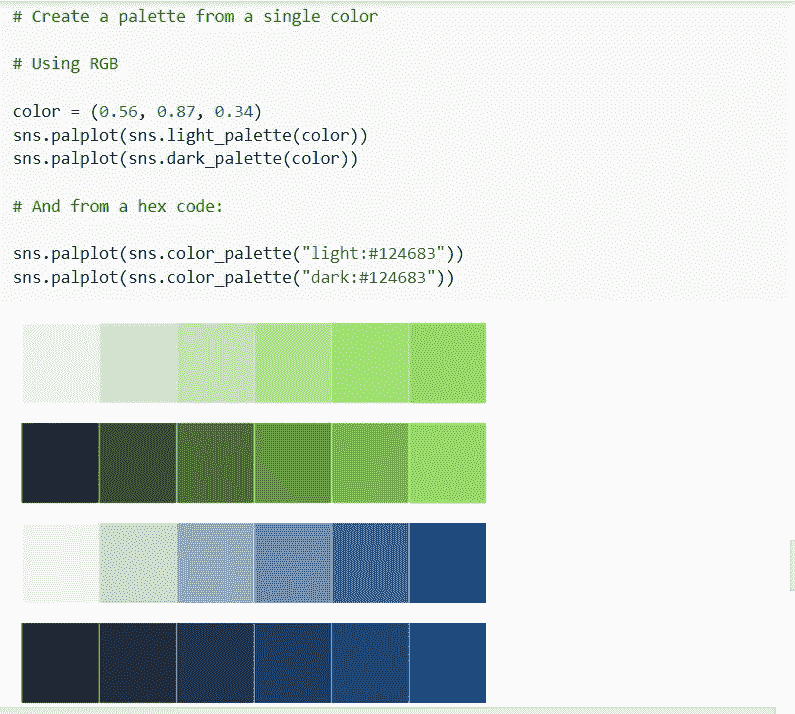 # Create a palette from a single color
# Using RGB
color = (0.56, 0.87, 0.34)
sns.palplot(sns.light_palette(color))
sns.palplot(sns.dark_palette(color))
# And from a hex code:
sns.palplot(sns.color_palette("light:#124683"))
sns.palplot(sns.color_palette("dark:#124683"))